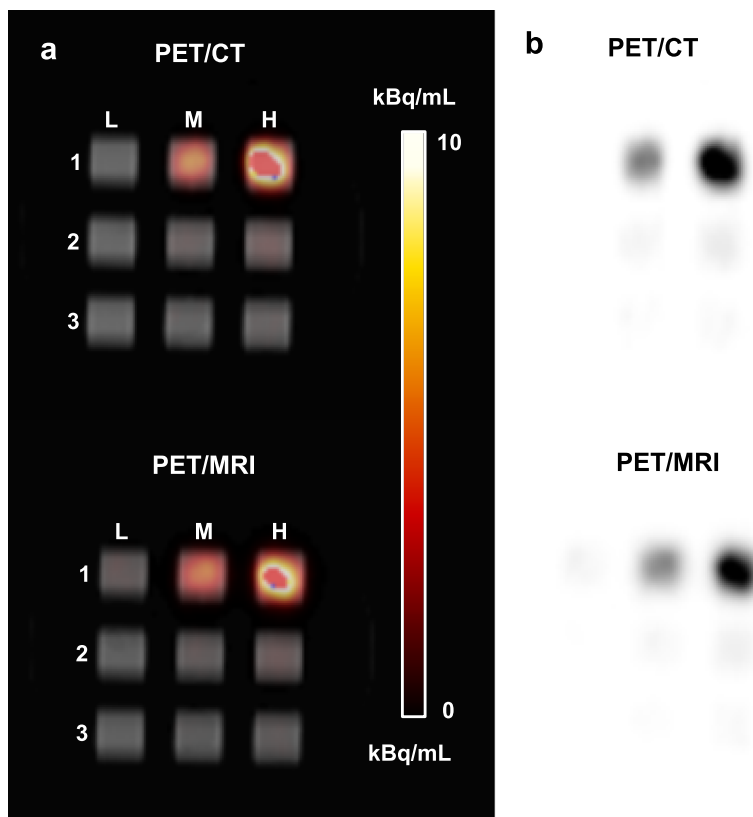 a
PET/CT
kBq/mL
L M H
10
1
2
3
PET/MRI
L M H
1
2
3
0
kBq/mL
b
PET/CT
PET/MRI